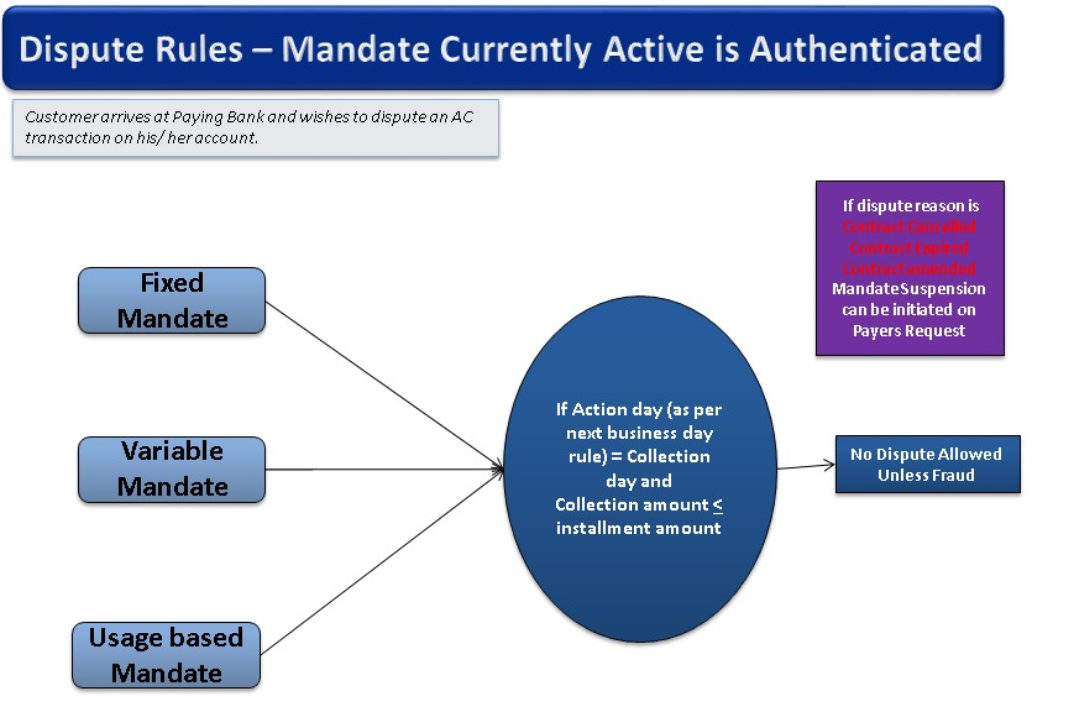 Dispute Rules – Mandate Currently Active is Authenticated
Customer arrives at Paying Bank and wishes to dispute an AC
transaction on his/ her account.
If dispute reason is
Contract Cancelled
Contract Expired
Contract amended
Mandate Suspension
can be initiated on
Payers Request
Fixed
Mandate
Variable
Mandate
Usage based
Mandate
If Action day (as per
next business day
rule) = Collection
day and
Collection amount ≤
installment amount
No Dispute Allowed
Unless Fraud